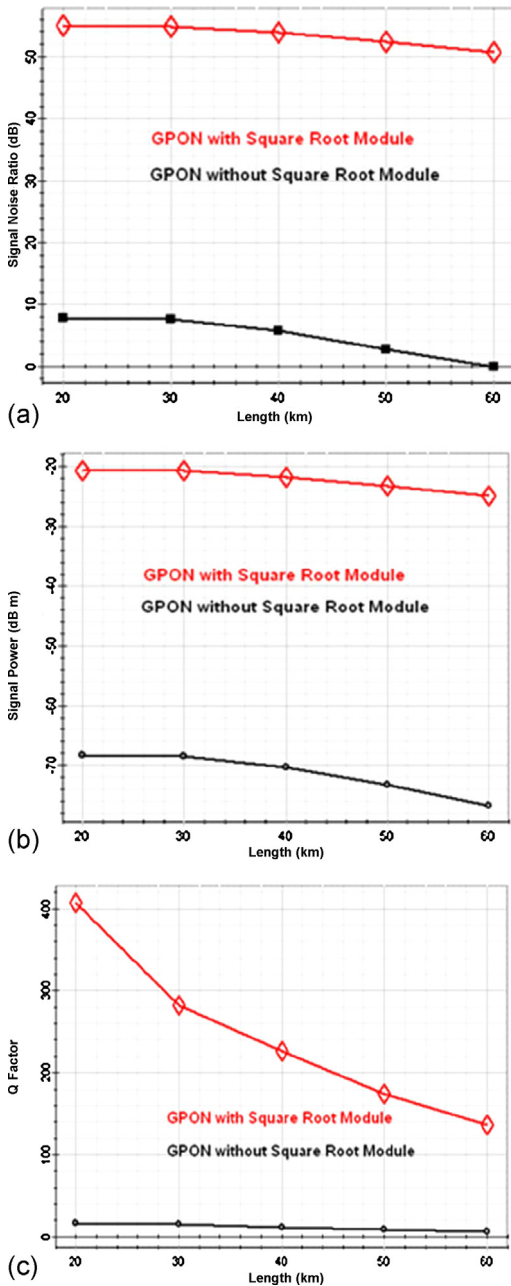 Signal Noise Ratio (dB)
50
40
30
20
10
0
GPON with Square Root Module
GPON without Square Root Module
20 30 40 50 60
Length (km)
(a)
Signal Power (dB m)
-20
-30
-40
-50
-60
-70
GPON with Square Root Module
GPON without Square Root Module
20 30 40 50 60
Length (km)
(b)
Q Factor
400
300
200
100
0
GPON with Square Root Module
GPON without Square Root Module
20 30 40 50 60
Length (km)
(c)